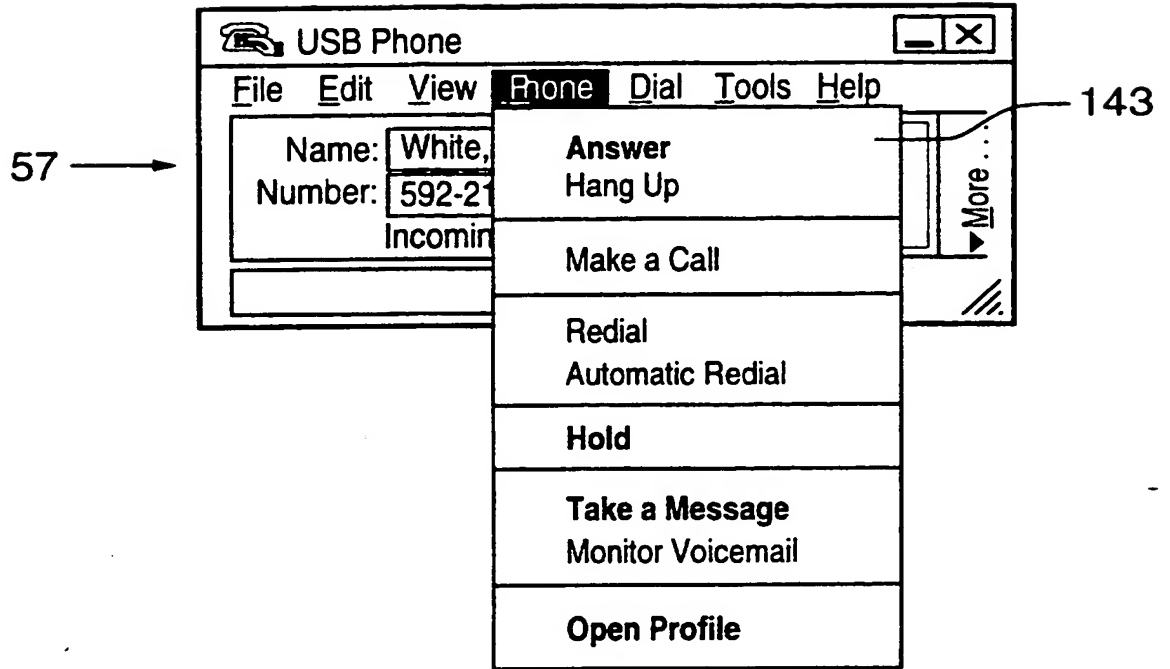 USB Phone
File Edit View Phone Dial Tools Help
143
57
Name: White,
Number: 592-21
Incomin
More...
Answer
Hang Up
Make a Call
Redial
Automatic Redial
Hold
Take a Message
Monitor Voicemail
Open Profile